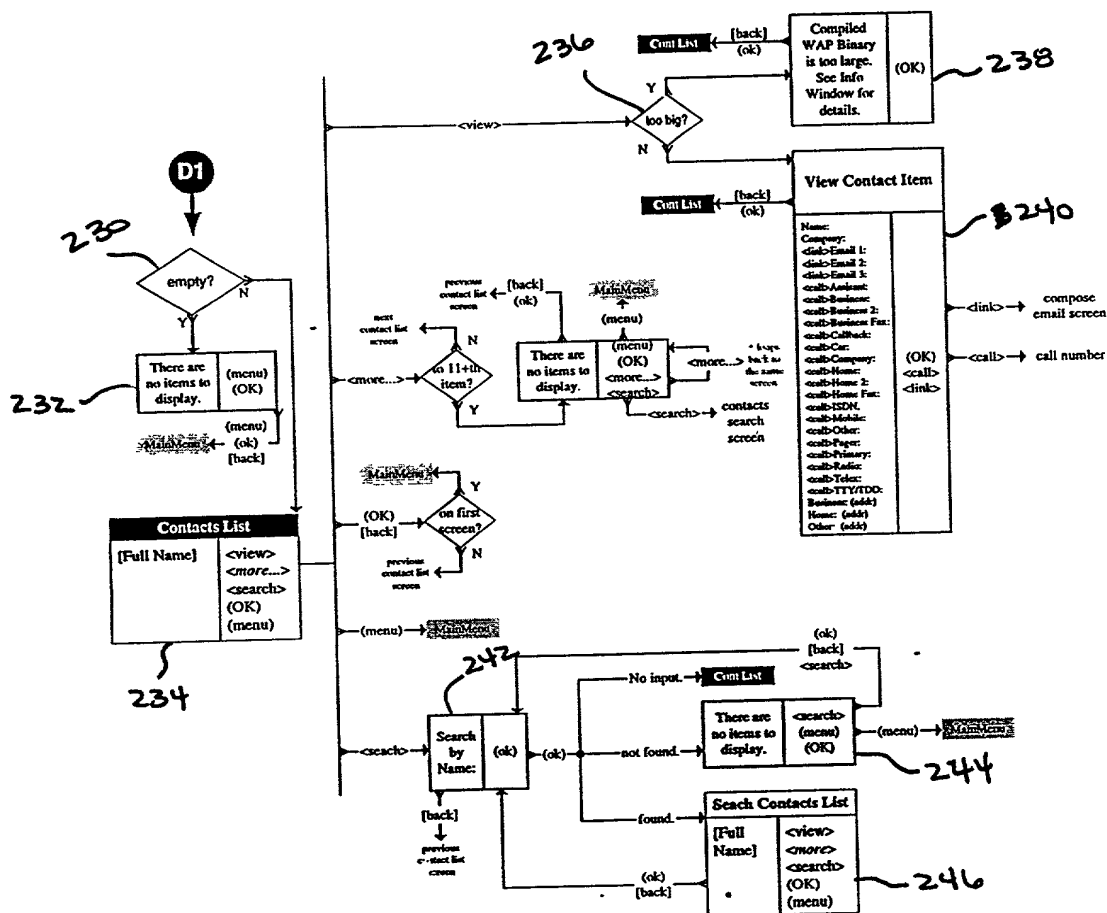 D1
230
empty?
N
Y
There are
no items to
display.
(menu)
(OK)
232
(menu)
(ok)
[back]
MainMenu
Contacts List
[Full Name]
<view>
<more...>
<search>
(OK)
(menu)
234
<view>
236
too big?
Y
N
Cont List
[back]
(ok)
Compiled
WAP Binary
is too large.
See Info
Window for
details.
(OK)
238
Cont List
[back]
(ok)
View Contact Item
240
Name:
Company:
<link>Email 1:
<link>Email 2:
<link>Email 3:
<call>Assistant:
<call>Business:
<call>Business 2:
<call>Business Fax:
<call>Callback:
<call>Car:
<call>Company:
<call>Home:
<call>Home 2:
<call>Home Fax:
<call>ISDN:
<call>Mobile:
<call>Other:
<call>Pager:
<call>Primary:
<call>Radio:
<call>Telex:
<call>TTY/TDD:
Business: (addr)
Home: (addr)
Other (addr)
(OK)
<call>
<link>
<link>
compose
email screen
<call>
call number
<more...>
to 11+th
item?
N
Y
next
contact list
screen
previous
contact list
screen
[back]
(ok)
MainMenu
(menu)
There are
no items to
display.
(menu)
(OK)
<more...>
<search>
<more...>
back to
the same
screen
<search>
contacts
search
screen
(OK)
[back]
on first
screen?
Y
N
MainMenu
previous
contact list
screen
(menu)
MainMenu
<seach>
242
Search
by
Name:
(ok)
(ok)
[back]
previous
contact list
screen
No input.
Cont List
(ok)
[back]
<search>
not found.
There are
no items to
display.
<search>
(menu)
(OK)
(menu)
MainMenu
244
found.
Seach Contacts List
[Full
Name]
<view>
<more>
<search>
(OK)
(menu)
246
(ok)
[back]